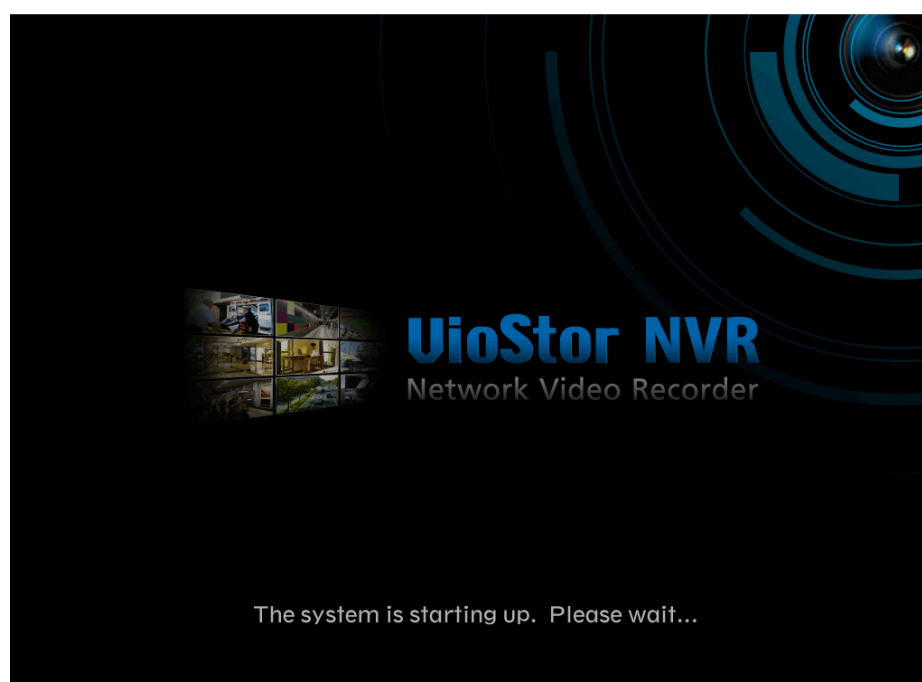 VioStor NVR
Network Video Recorder
The system is starting up. Please wait...